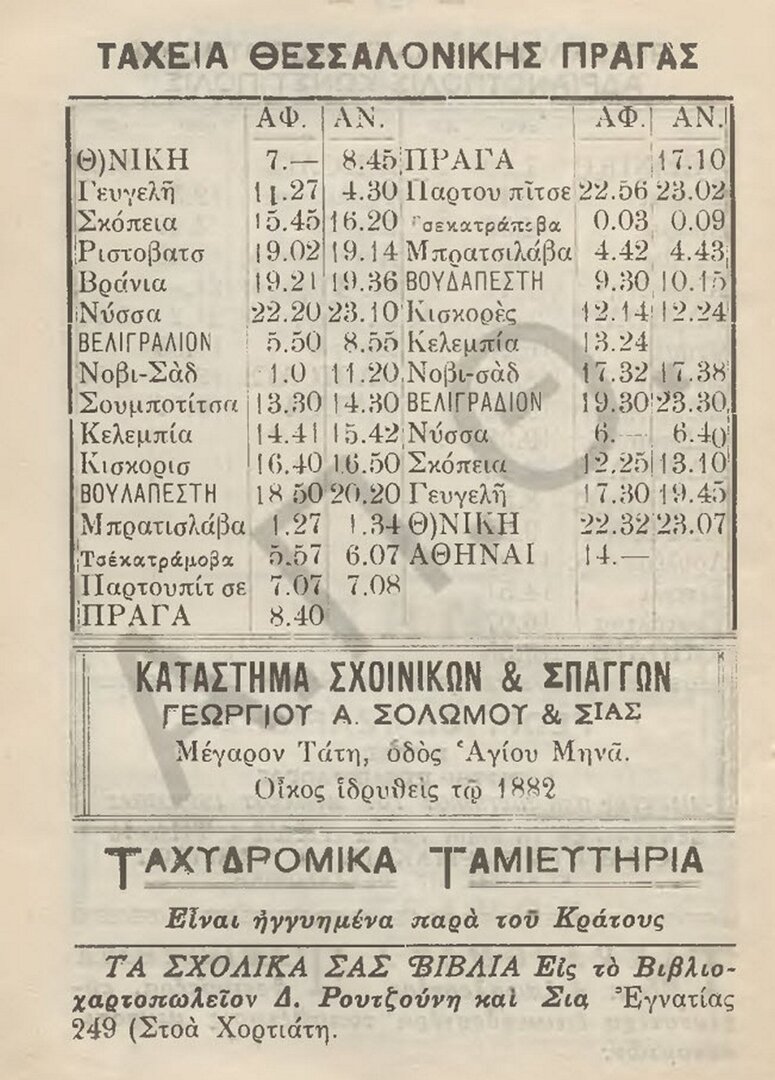 ΤΑΧΕΙΑ ΘΕΣΣΑΛΟΝΙΚΗΣ ΠΡΑΓΑΣ
ΑΦ. ΑΝ. ΑΦ. ΑΝ.
Θ)ΝΙΚΗ 7.— 8.45 ΠΡΑΓΑ 17.10
Γευγελῆ 11.27 4.30 Παρτου πῖτσε 22.56 23.02
Σκόπεια 15.45 16.20 σεκατράπεβα 0.03 0.09
Ριστοβατσ 19.02 19.14 Μπρατσιλάβα 4.42 4.43
Βράνια 19.21 19.36 ΒΟΥΔΑΠΕΣΤΗ 9.30 10.15
Νύσσα 22.20 23.10 Κισκορὲς 12.14 12.24
ΒΕΛΙΓΡΑΛΙΟΝ 5.50 8.55 Κελεμπία 13.24
Νοβι-Σὰδ 1.0 11.20 Νοβι-σὰδ 17.32 17.38
Σουμποτίτσα 13.30 14.30 ΒΕΛΙΓΡΑΔΙΟΝ 19.30 23.30
Κελεμπία 14.41 15.42 Νύσσα 6.— 6.40
Κισκορισ 16.40 16.50 Σκόπεια 12.25 13.10
ΒΟΥΛΑΠΕΣΤΗ 18 50 20.20 Γευγελῆ 17.30 19.45
Μπρατισλάβα 1.27 1.34 Θ)ΝΙΚΗ 22.32 23.07
Τσέκατράμοβα 5.57 6.07 ΑΘΗΝΑΙ 14.—
Παρτουπίτ σε 7.07 7.08
ΠΡΑΓΑ 8.40
ΚΑΤΑΣΤΗΜΑ ΣΧΟΙΝΙΚΩΝ & ΣΠΑΓΓΩΝ
ΓΕΩΡΓΙΟΥ Α. ΣΟΛΩΜΟΥ & ΣΙΑΣ
Μέγαρον Τάτη, ὁδὸς Ἁγίου Μηνᾶ.
Οἶκος ἱδρυθεὶς τῷ 1882
ΤΑΧΥΔΡΟΜΙΚΑ ΤΑΜΙΕΥΤΗΡΙΑ
Εἶναι ἠγγυημένα παρὰ τοῦ Κράτους
ΤΑ ΣΧΟΛΙΚΑ ΣΑΣ ΒΙΒΛΙΑ Εἰς τὸ Βιβλιο-
χαρτοπωλεῖον Δ. Ρουτζούνη καὶ Σια Ἐγνατίας
249 (Στοὰ Χορτιάτη.